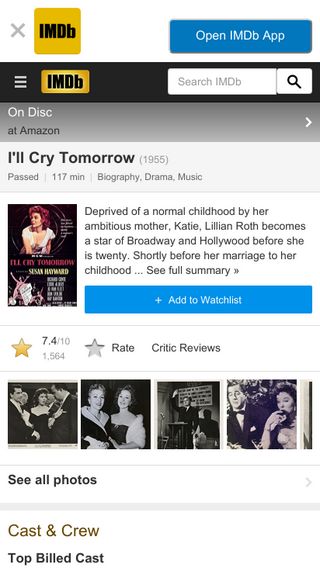 IMDb
Open IMDb App
IMDb
Search IMDb
On Disc
at Amazon
I'll Cry Tomorrow (1955)
Passed | 117 min | Biography, Drama, Music
I'LL CRY TOMORROW
SUSAN HAYWARD
Deprived of a normal childhood by her
ambitious mother, Katie, Lillian Roth becomes
a star of Broadway and Hollywood before she
is twenty. Shortly before her marriage to her
childhood ... See full summary »
+ Add to Watchlist
7.4/10
1,564
Rate
Critic Reviews
See all photos
Cast & Crew
Top Billed Cast